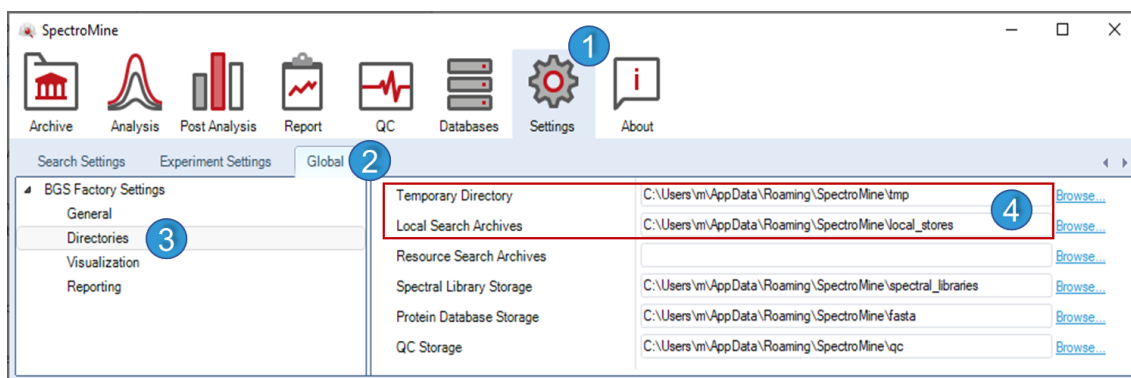 SpectroMine
1
Archive Analysis Post Analysis Report QC Databases Settings About
Search Settings Experiment Settings Global 2
BGS Factory Settings
General
Directories 3
Visualization
Reporting
Temporary Directory C:\Users\m\AppData\Roaming\SpectroMine\tmp Browse...
4
Local Search Archives C:\Users\m\AppData\Roaming\SpectroMine\local_stores Browse...
Resource Search Archives Browse...
Spectral Library Storage C:\Users\m\AppData\Roaming\SpectroMine\spectral_libraries Browse...
Protein Database Storage C:\Users\m\AppData\Roaming\SpectroMine\fasta Browse...
QC Storage C:\Users\m\AppData\Roaming\SpectroMine\qc Browse...